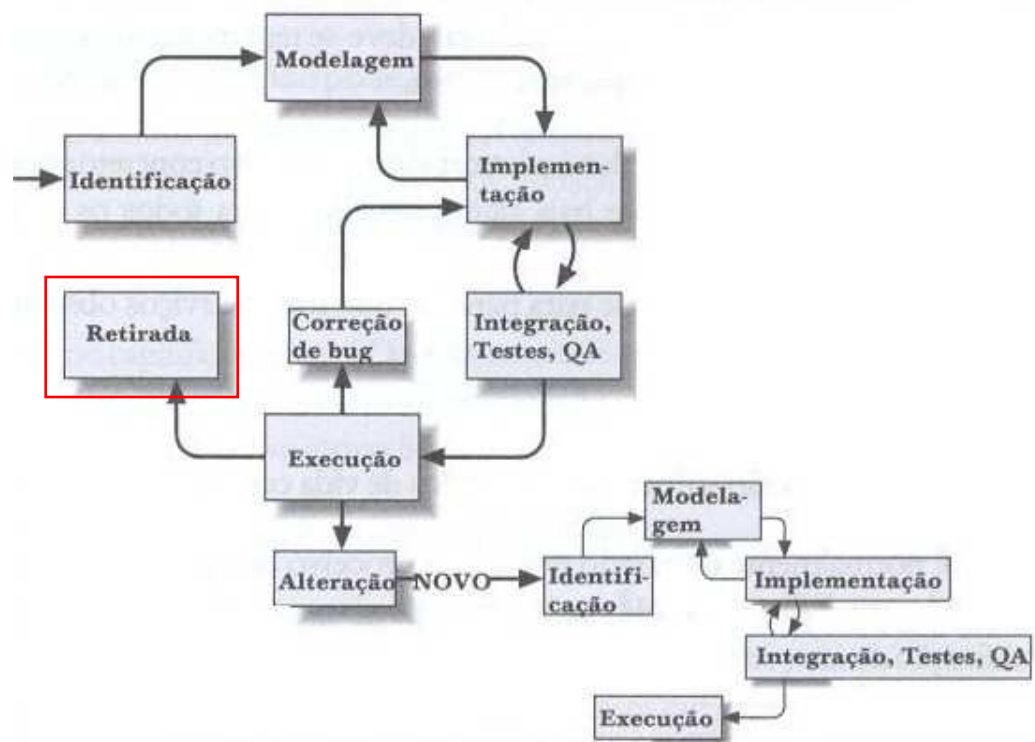 Modelagem
Identificação
Implemen-
tação
Retirada
Correção
de bug
Integração,
Testes, QA
Execução
Alteração
NOVO
Identifi-
cação
Modela-
gem
Implementação
Integração, Testes, QA
Execução